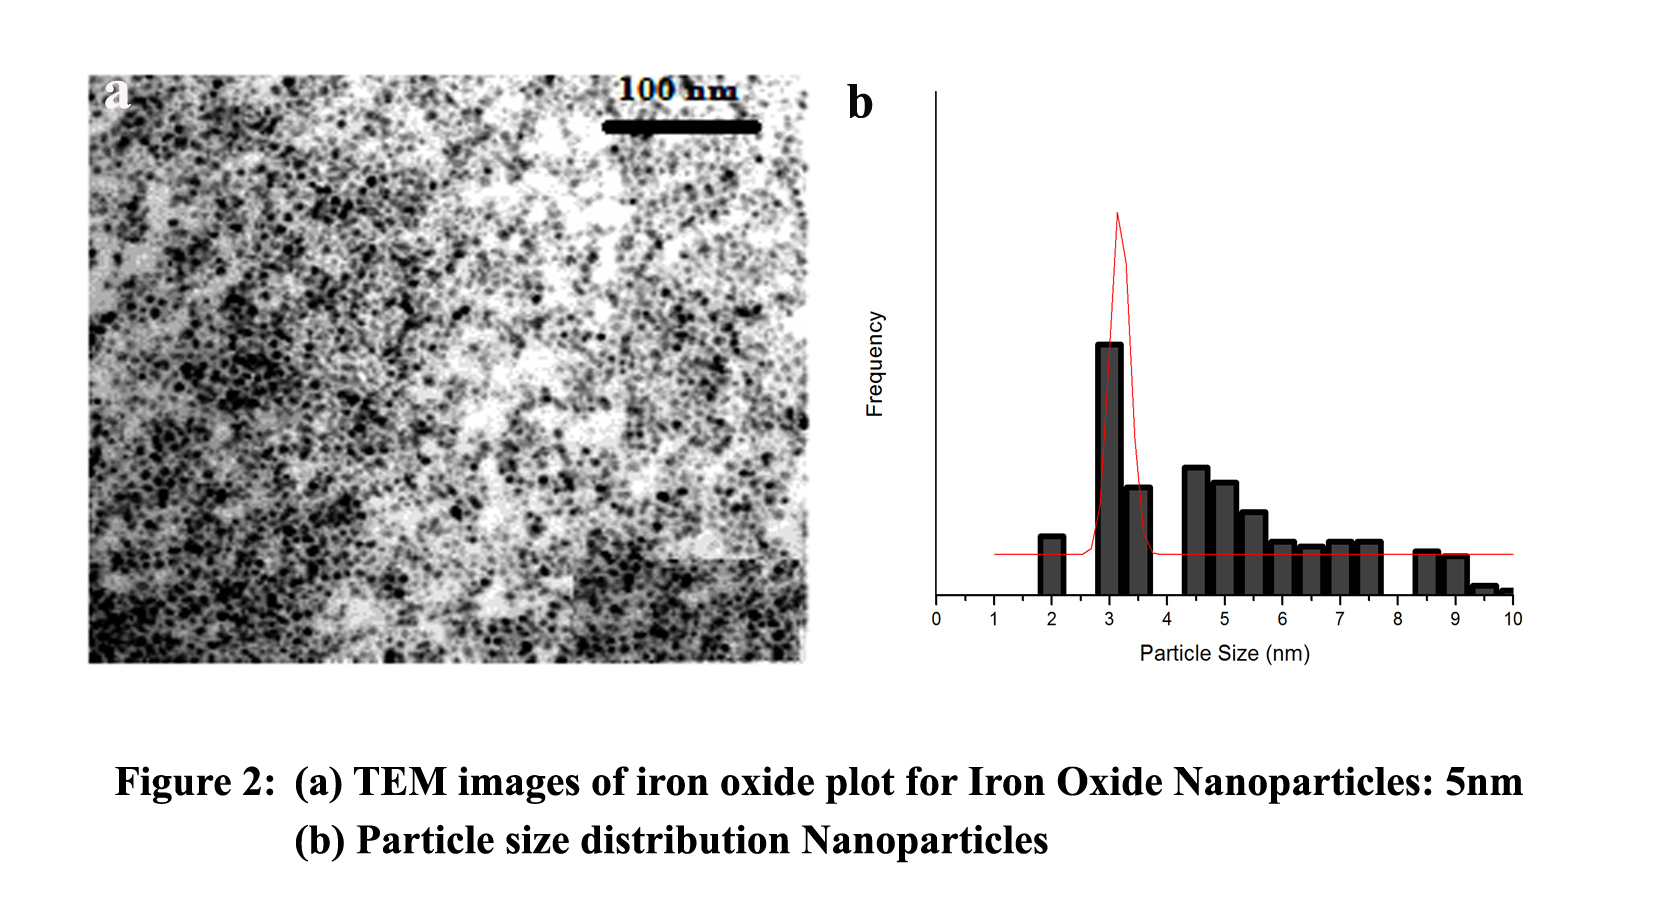 a
100 nm
b
Frequency
0 1 2 3 4 5 6 7 8 9 10
Particle Size (nm)
Figure 2: (a) TEM images of iron oxide plot for Iron Oxide Nanoparticles: 5nm
(b) Particle size distribution Nanoparticles